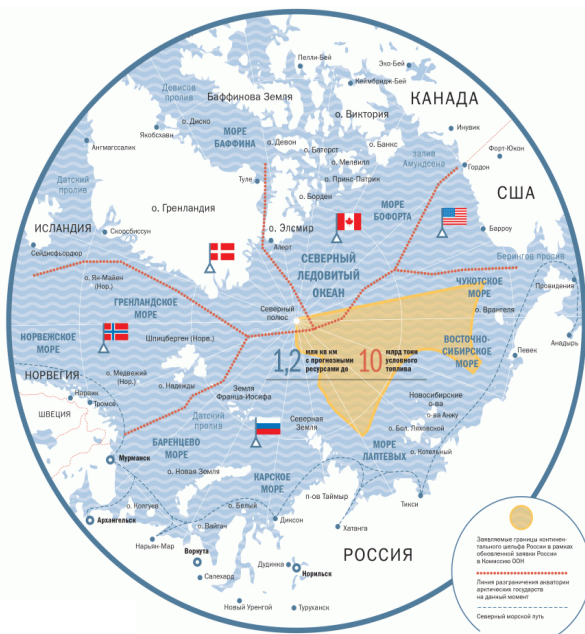 Пелли-Бей
Эко-Бей
Кеймбридж-Бей
Девисов
пролив
Баффинова Земля
КАНАДА
о. Виктория
о. Диско
Якобсхавн
МОРЕ
БАФФИНА
о. Девон
о. Батерст
о. Банкс
Инувик
Ангмагссалик
о. Мелвилл
залив
Амундсена
Форт-Юкон
Гордон
Туле
о. Принс-Патрик
Датский
пролив
о. Борден
США
о. Гренландия
МОРЕ
БОФОРТА
ИСЛАНДИЯ
Скорсбиссун
о. Элсмир
Барроу
Сейдисфьордор
Алерт
СЕВЕРНЫЙ
ЛЕДОВИТЫЙ
ОКЕАН
Берингов пролив
о. Ян-Майен
(Нор.)
ЧУКОТСКОЕ
МОРЕ
Провидения
ГРЕНЛАНДСКОЕ
МОРЕ
Северный
полюс
о. Врангеля
НОРВЕЖСКОЕ
МОРЕ
Шпицберген (Норв.)
Анадырь
ВОСТОЧНО-
СИБИРСКОЕ
МОРЕ
Певек
1,2
млн кв км
с прогнозными
ресурсами до
10
млрд тонн
условного
топлива
НОРВЕГИЯ
о. Медвежий
(Нор.)
о. Надежды
Земля
Франца-Иосифа
Новосибирские
о-ва
Нарвик
Тромсё
ШВЕЦИЯ
Датский
пролив
Северная
Земля
о-ва Анжу
о. Бол. Ляховской
БАРЕНЦЕВО
МОРЕ
МОРЕ
ЛАПТЕВЫХ
о. Котельный
Мурманск
о. Новая Земля
КАРСКОЕ
МОРЕ
п-ов Таймыр
Тикси
о. Колгуев
о. Белый
Архангельск
о. Вайгач
Диксон
Хатанга
Нарьян-Мар
Воркута
РОССИЯ
Дудинка
Норильск
Салехард
Новый Уренгой
Туруханск
Заявляемые границы континен-
тального шельфа России в рамках
обновленной заявки России
в Комиссию ООН
Линия разграничения акватории
арктических государств
на данный момент
Северный морской путь